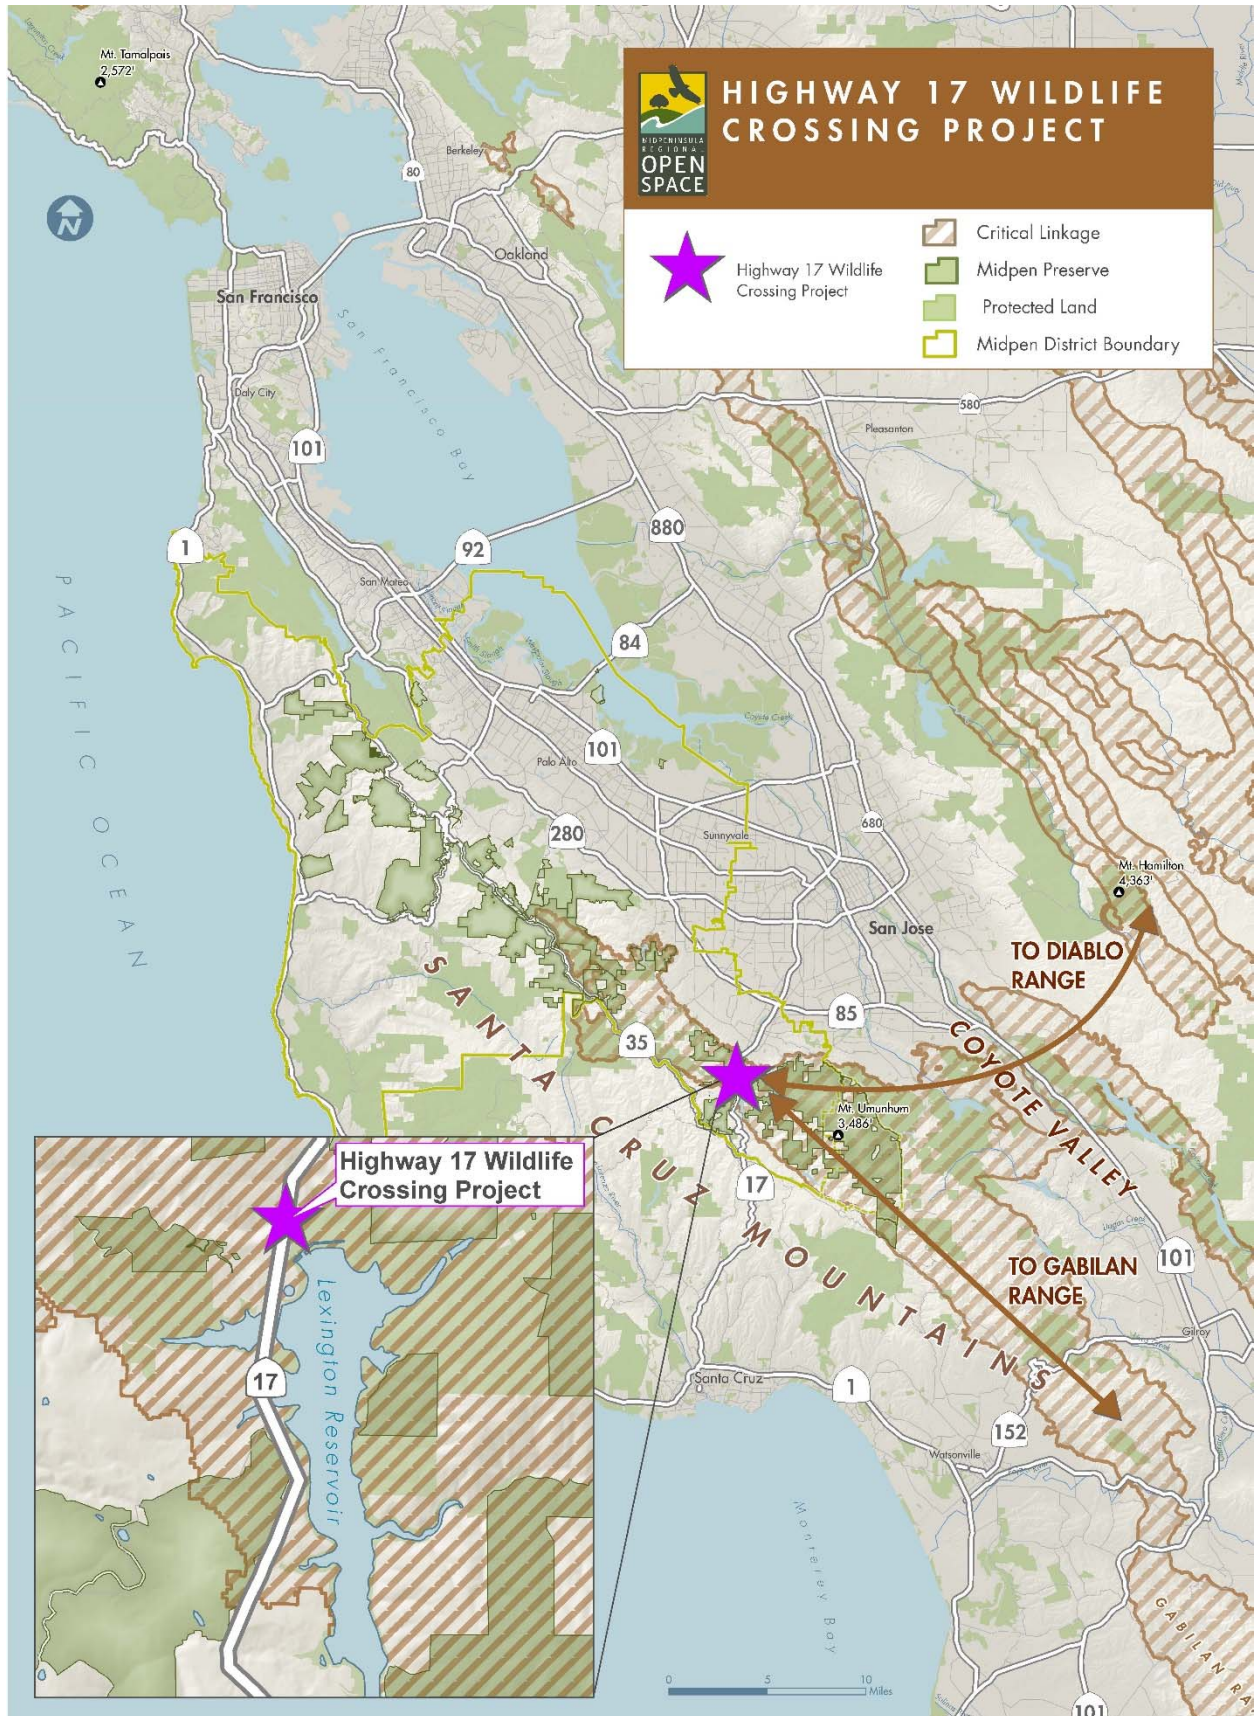 HIGHWAY 17 WILDLIFE
CROSSING PROJECT
MIDPENINSULA
REGIONAL
OPEN
SPACE
Highway 17 Wildlife
Crossing Project
Critical Linkage
Midpen Preserve
Protected Land
Midpen District Boundary
Mt. Tamalpais
2,572'
Berkeley
80
N
Oakland
San Francisco
San Francisco Bay
Daly City
101
580
Pleasanton
1
92
880
San Mateo
PACIFIC OCEAN
84
Coyote Creek
101
Palo Alto
280
Sunnyvale
680
Mt. Hamilton
4,363'
San Jose
TO DIABLO
RANGE
SANTA CRUZ MOUNTAINS
85
35
COYOTE VALLEY
Mt. Umunhum
3,486'
17
101
TO GABILAN
RANGE
Gilroy
Santa Cruz
1
152
Watsonville
Monterey Bay
GABILAN RA
101
0 5 10
Miles
Highway 17 Wildlife
Crossing Project
17
Lexington Reservoir